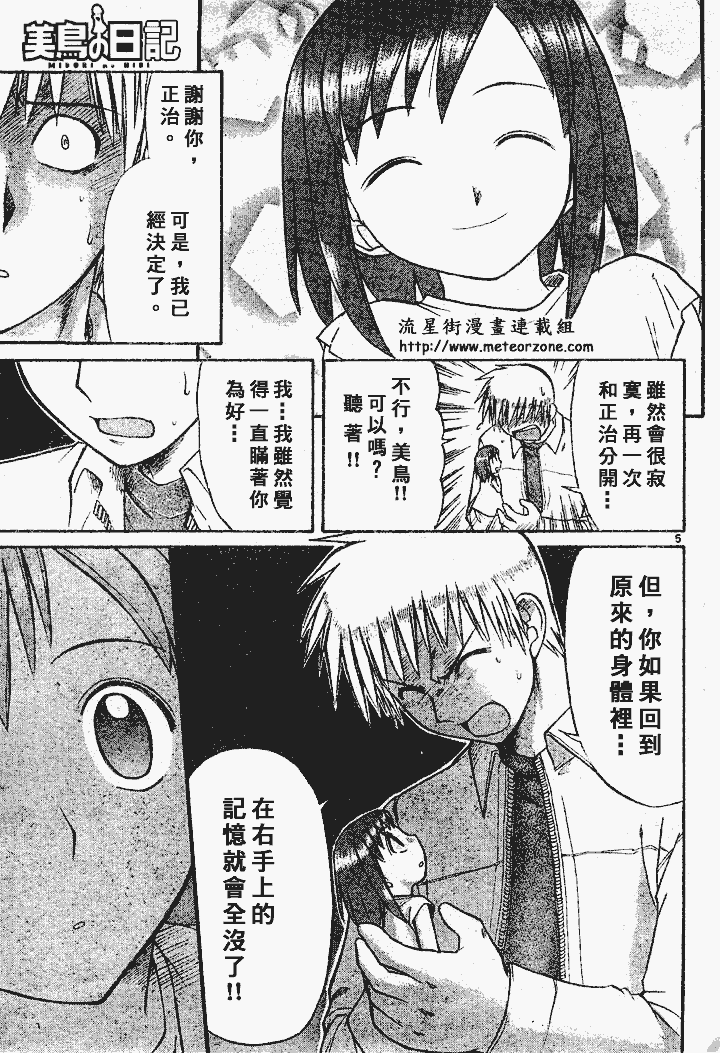 美鳥の日記
MIDORI no HIBI
謝謝你，
正治。
可是，我已
經決定了。
流星街漫畫連載組
http://www.meteorzone.com
雖然會很寂
寞，再一次
和正治分開…
不行，美鳥!!
可以嗎？
聽著!!
我…我雖然覺
得一直瞞著你
為好…
5
但，你如果回到
原來的身體裡…
在右手上的
記憶就會全沒了!!